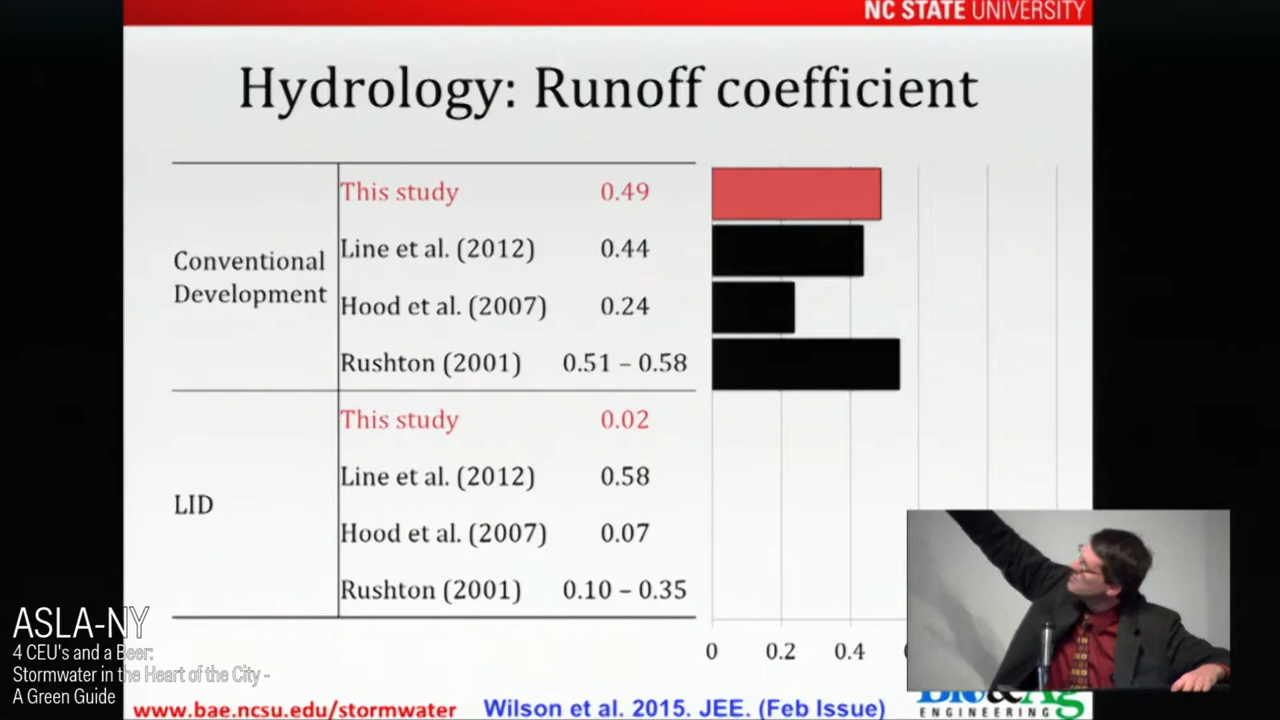 NC STATE UNIVERSITY
Hydrology: Runoff coefficient
Conventional
Development
This study 0.49
Line et al. (2012) 0.44
Hood et al. (2007) 0.24
Rushton (2001) 0.51 – 0.58
LID
This study 0.02
Line et al. (2012) 0.58
Hood et al. (2007) 0.07
Rushton (2001) 0.10 – 0.35
0 0.2 0.4
ASLA-NY
4 CEU's and a Beer:
Stormwater in the Heart of the City -
A Green Guide
www.bae.ncsu.edu/stormwater
Wilson et al. 2015. JEE. (Feb Issue)
ENGINEERING